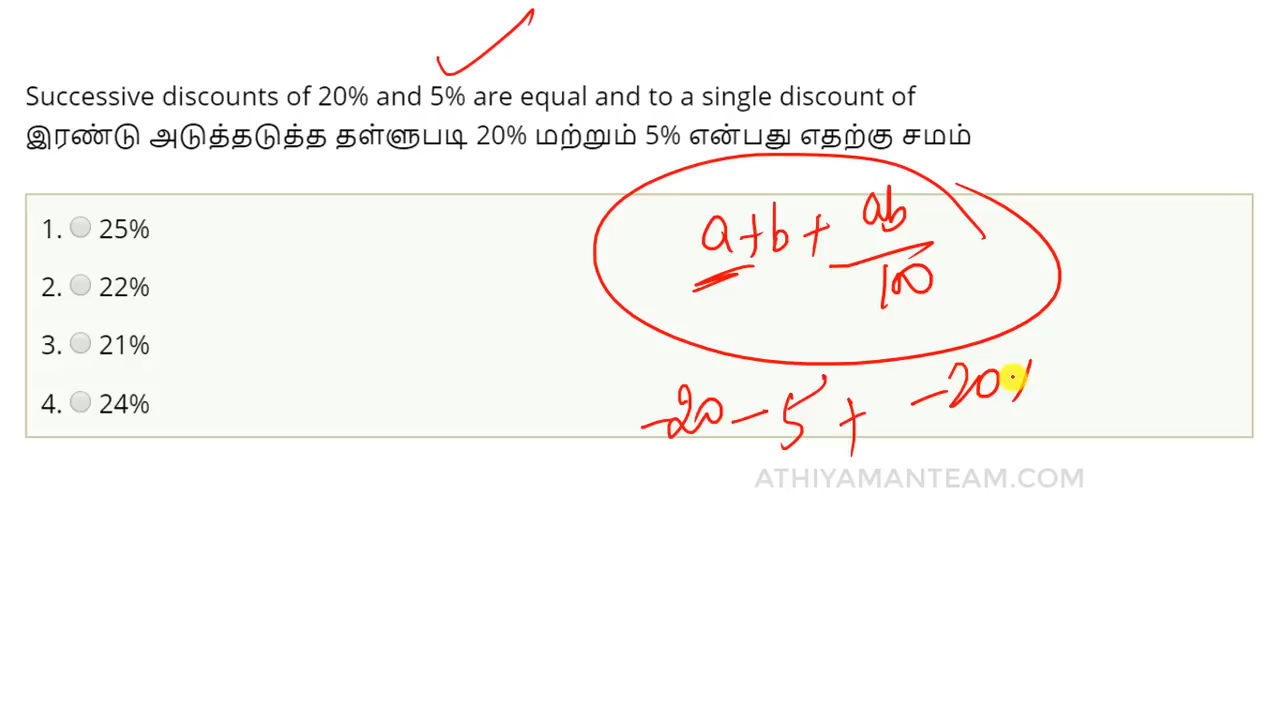 Successive discounts of 20% and 5% are equal and to a single discount of
இரண்டு அடுத்தடுத்த தள்ளுபடி 20% மற்றும் 5% என்பது எதற்கு சமம்
1. 25%
2. 22%
3. 21%
4. 24%
a+b+ ab/100
-20-5+ -20×
ATHIYAMANTEAM.COM